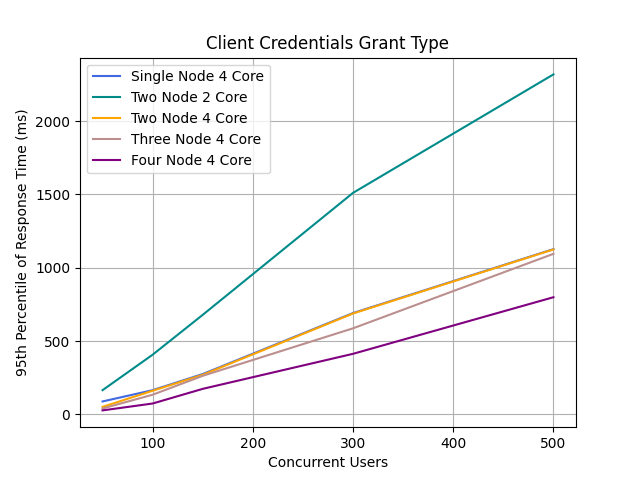 Client Credentials Grant Type
Single Node 4 Core
Two Node 2 Core
Two Node 4 Core
Three Node 4 Core
Four Node 4 Core
95th Percentile of Response Time (ms)
2000
1500
1000
500
0
100 200 300 400 500
Concurrent Users